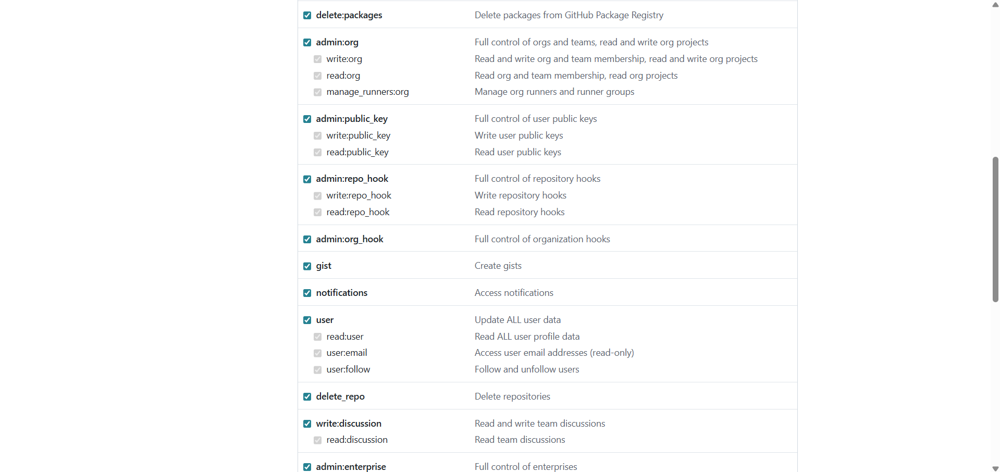 delete:packages Delete packages from GitHub Package Registry
admin:org Full control of orgs and teams, read and write org projects
write:org Read and write org and team membership, read and write org projects
read:org Read org and team membership, read org projects
manage_runners:org Manage org runners and runner groups
admin:public_key Full control of user public keys
write:public_key Write user public keys
read:public_key Read user public keys
admin:repo_hook Full control of repository hooks
write:repo_hook Write repository hooks
read:repo_hook Read repository hooks
admin:org_hook Full control of organization hooks
gist Create gists
notifications Access notifications
user Update ALL user data
read:user Read ALL user profile data
user:email Access user email addresses (read-only)
user:follow Follow and unfollow users
delete_repo Delete repositories
write:discussion Read and write team discussions
read:discussion Read team discussions
admin:enterprise Full control of enterprises